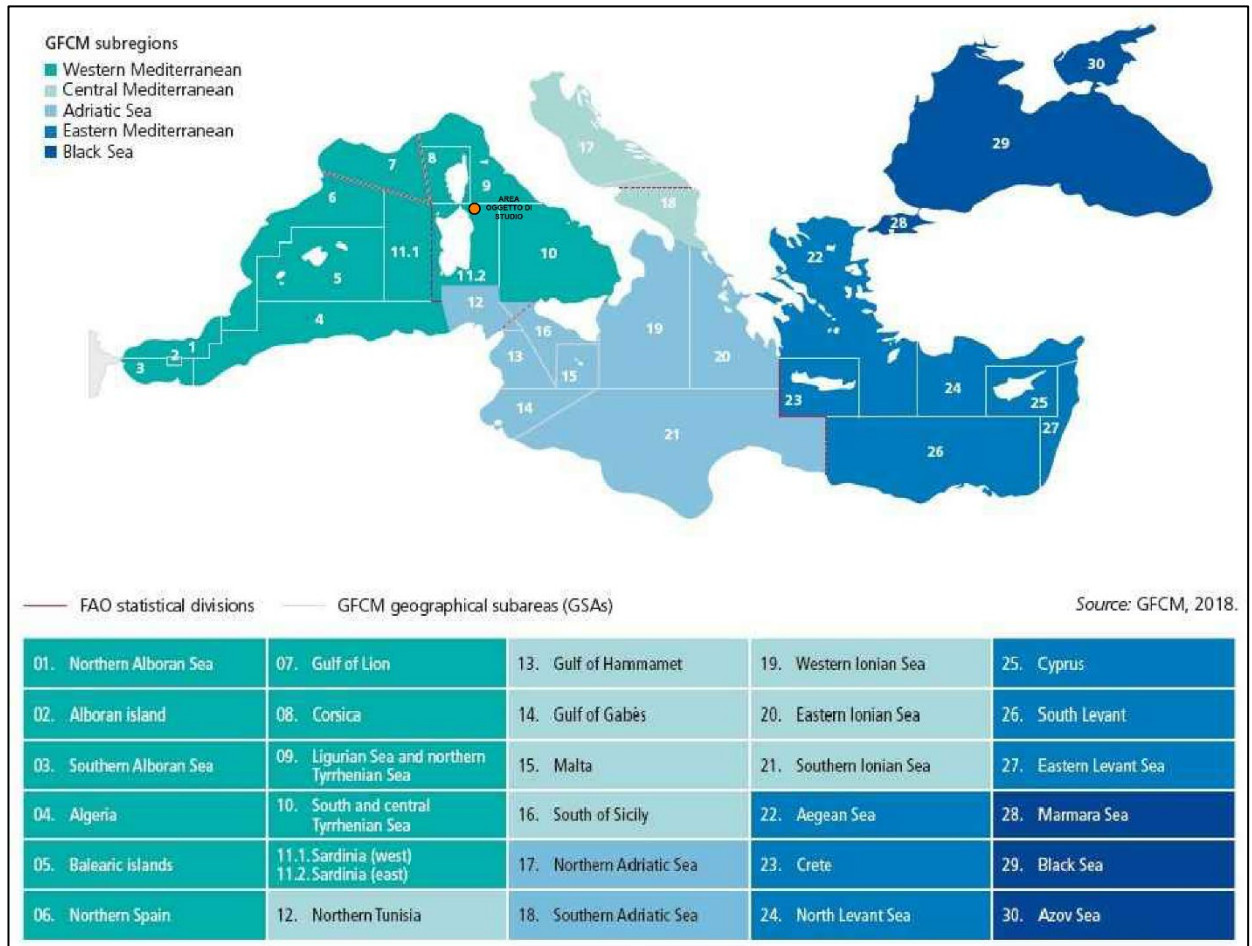 GFCM subregions
Western Mediterranean
Central Mediterranean
Adriatic Sea
Eastern Mediterranean
Black Sea
30
29
17
8
7
9
AREA
OGGETTO DI
STUDIO
6
18
28
22
11.1
10
5
11.2
12
19
4
16
20
1
2
3
13
15
24
25
23
14
27
21
26
FAO statistical divisions
GFCM geographical subareas (GSAs)
Source: GFCM, 2018.
01. Northern Alboran Sea
02. Alboran island
03. Southern Alboran Sea
04. Algeria
05. Balearic islands
06. Northern Spain
07. Gulf of Lion
08. Corsica
09. Ligurian Sea and northern
Tyrrhenian Sea
10. South and central
Tyrrhenian Sea
11.1. Sardinia (west)
11.2. Sardinia (east)
12. Northern Tunisia
13. Gulf of Hammamet
14. Gulf of Gabès
15. Malta
16. South of Sicily
17. Northern Adriatic Sea
18. Southern Adriatic Sea
19. Western Ionian Sea
20. Eastern Ionian Sea
21. Southern Ionian Sea
22. Aegean Sea
23. Crete
24. North Levant Sea
25. Cyprus
26. South Levant
27. Eastern Levant Sea
28. Marmara Sea
29. Black Sea
30. Azov Sea